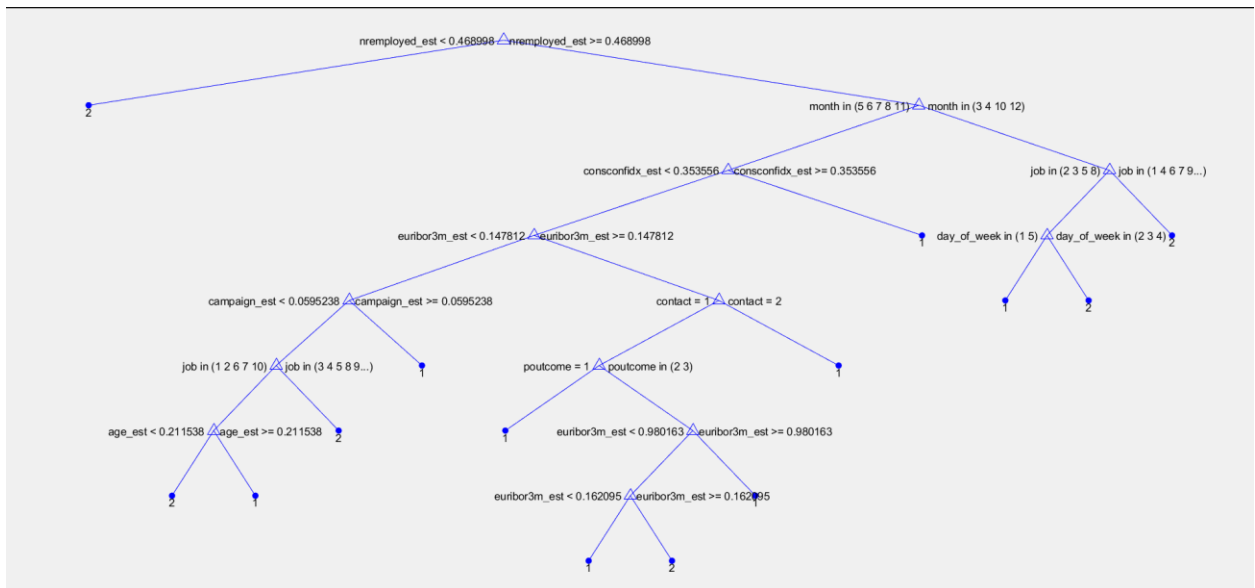 nremployed_est < 0.468998 nremployed_est >= 0.468998
2
month in (5 6 7 8 11) month in (3 4 10 12)
consconfidx_est < 0.353556 consconfidx_est >= 0.353556
job in (2 3 5 8) job in (1 4 6 7 9...)
euribor3m_est < 0.147812 euribor3m_est >= 0.147812
1
day_of_week in (1 5) day_of_week in (2 3 4)
2
campaign_est < 0.0595238 campaign_est >= 0.0595238
contact = 1 contact = 2
1
2
job in (1 2 6 7 10) job in (3 4 5 8 9...)
1
poutcome = 1 poutcome in (2 3)
1
age_est < 0.211538 age_est >= 0.211538
2
1
euribor3m_est < 0.980163 euribor3m_est >= 0.980163
2
1
euribor3m_est < 0.162095 euribor3m_est >= 0.162095
1
1
2